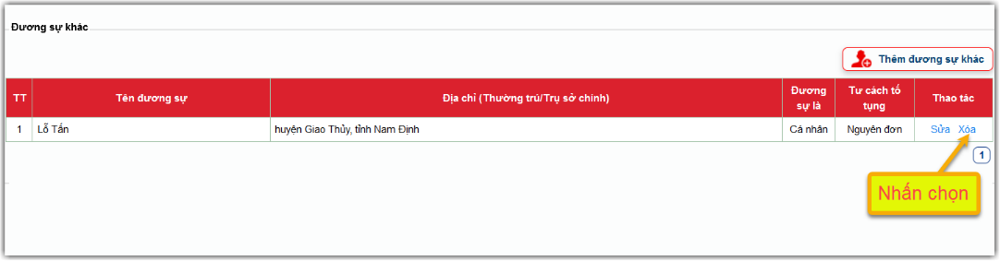 Đương sự khác
Thêm đương sự khác
TT Tên đương sự Địa chỉ (Thường trú/Trụ sở chính) Đương sự là Tư cách tố tụng Thao tác
1 Lỗ Tấn huyện Giao Thủy, tỉnh Nam Định Cá nhân Nguyên đơn Sửa Xóa
1
Nhấn chọn